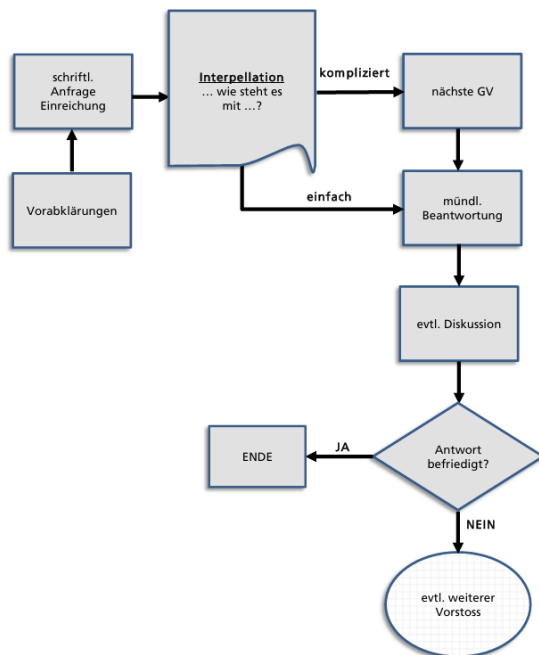 schriftl.
Anfrage
Einreichung
Interpellation
... wie steht es
mit ...?
kompliziert
nächste GV
Vorabklärungen
einfach
mündl.
Beantwortung
evtl. Diskussion
Antwort
befriedigt?
JA
ENDE
NEIN
evtl. weiterer
Vorstoss